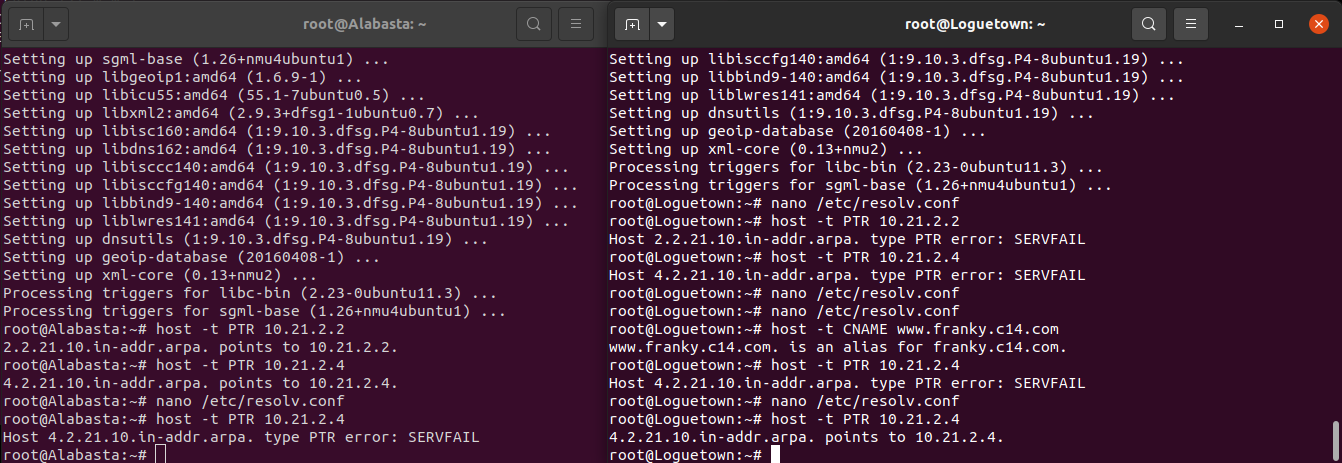 root@Alabasta: ~
Setting up sgml-base (1.26+nmu4ubuntu1) ...
Setting up libgeoip1:amd64 (1.6.9-1) ...
Setting up libicu55:amd64 (55.1-7ubuntu0.5) ...
Setting up libxml2:amd64 (2.9.3+dfsg1-1ubuntu0.7) ...
Setting up libisc160:amd64 (1:9.10.3.dfsg.P4-8ubuntu1.19) ...
Setting up libdns162:amd64 (1:9.10.3.dfsg.P4-8ubuntu1.19) ...
Setting up libisccc140:amd64 (1:9.10.3.dfsg.P4-8ubuntu1.19) ...
Setting up libisccfg140:amd64 (1:9.10.3.dfsg.P4-8ubuntu1.19) ...
Setting up libbind9-140:amd64 (1:9.10.3.dfsg.P4-8ubuntu1.19) ...
Setting up liblwres141:amd64 (1:9.10.3.dfsg.P4-8ubuntu1.19) ...
Setting up dnsutils (1:9.10.3.dfsg.P4-8ubuntu1.19) ...
Setting up geoip-database (20160408-1) ...
Setting up xml-core (0.13+nmu2) ...
Processing triggers for libc-bin (2.23-0ubuntu11.3) ...
Processing triggers for sgml-base (1.26+nmu4ubuntu1) ...
root@Alabasta:~# host -t PTR 10.21.2.2
2.2.21.10.in-addr.arpa. points to 10.21.2.2.
root@Alabasta:~# host -t PTR 10.21.2.4
4.2.21.10.in-addr.arpa. points to 10.21.2.4.
root@Alabasta:~# nano /etc/resolv.conf
root@Alabasta:~# host -t PTR 10.21.2.4
Host 4.2.21.10.in-addr.arpa. type PTR error: SERVFAIL
root@Alabasta:~#
root@Loguetown: ~
Setting up libisccfg140:amd64 (1:9.10.3.dfsg.P4-8ubuntu1.19) ...
Setting up libbind9-140:amd64 (1:9.10.3.dfsg.P4-8ubuntu1.19) ...
Setting up liblwres141:amd64 (1:9.10.3.dfsg.P4-8ubuntu1.19) ...
Setting up dnsutils (1:9.10.3.dfsg.P4-8ubuntu1.19) ...
Setting up geoip-database (20160408-1) ...
Setting up xml-core (0.13+nmu2) ...
Processing triggers for libc-bin (2.23-0ubuntu11.3) ...
Processing triggers for sgml-base (1.26+nmu4ubuntu1) ...
root@Loguetown:~# nano /etc/resolv.conf
root@Loguetown:~# host -t PTR 10.21.2.2
Host 2.2.21.10.in-addr.arpa. type PTR error: SERVFAIL
root@Loguetown:~# host -t PTR 10.21.2.4
Host 4.2.21.10.in-addr.arpa. type PTR error: SERVFAIL
root@Loguetown:~# nano /etc/resolv.conf
root@Loguetown:~# nano /etc/resolv.conf
root@Loguetown:~# host -t CNAME www.franky.c14.com
www.franky.c14.com. is an alias for franky.c14.com.
root@Loguetown:~# host -t PTR 10.21.2.4
Host 4.2.21.10.in-addr.arpa. type PTR error: SERVFAIL
root@Loguetown:~# nano /etc/resolv.conf
root@Loguetown:~# host -t PTR 10.21.2.4
4.2.21.10.in-addr.arpa. points to 10.21.2.4.
root@Loguetown:~#